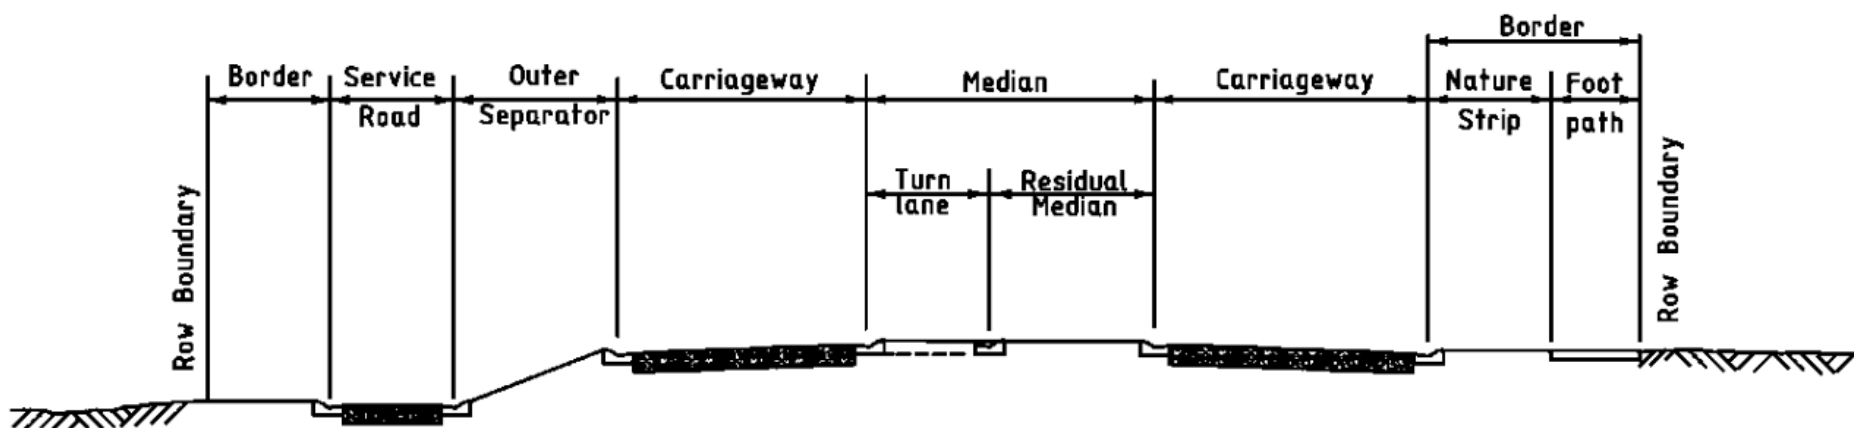 Border
Border
Service
Road
Outer
Separator
Carriageway
Median
Carriageway
Nature
Strip
Foot
path
Turn
lane
Residual
Median
Row Boundary
Row Boundary